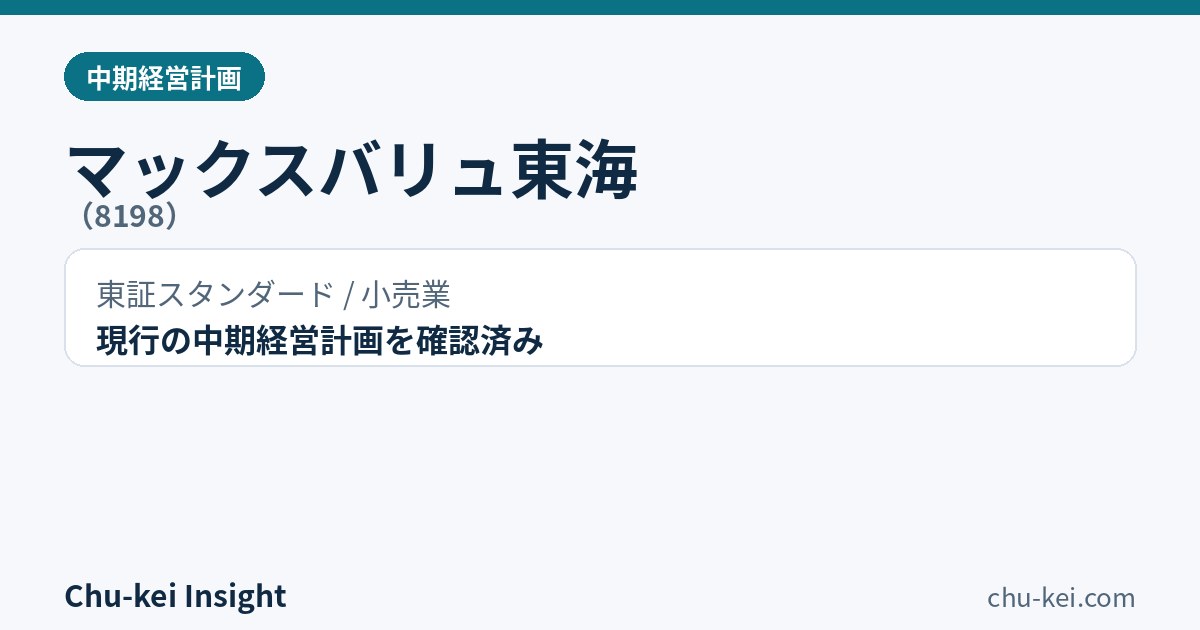 中期経営計画
マックスバリュ東海
（8198）
東証スタンダード / 小売業
現行の中期経営計画を確認済み
Chu-kei Insight
chu-kei.com